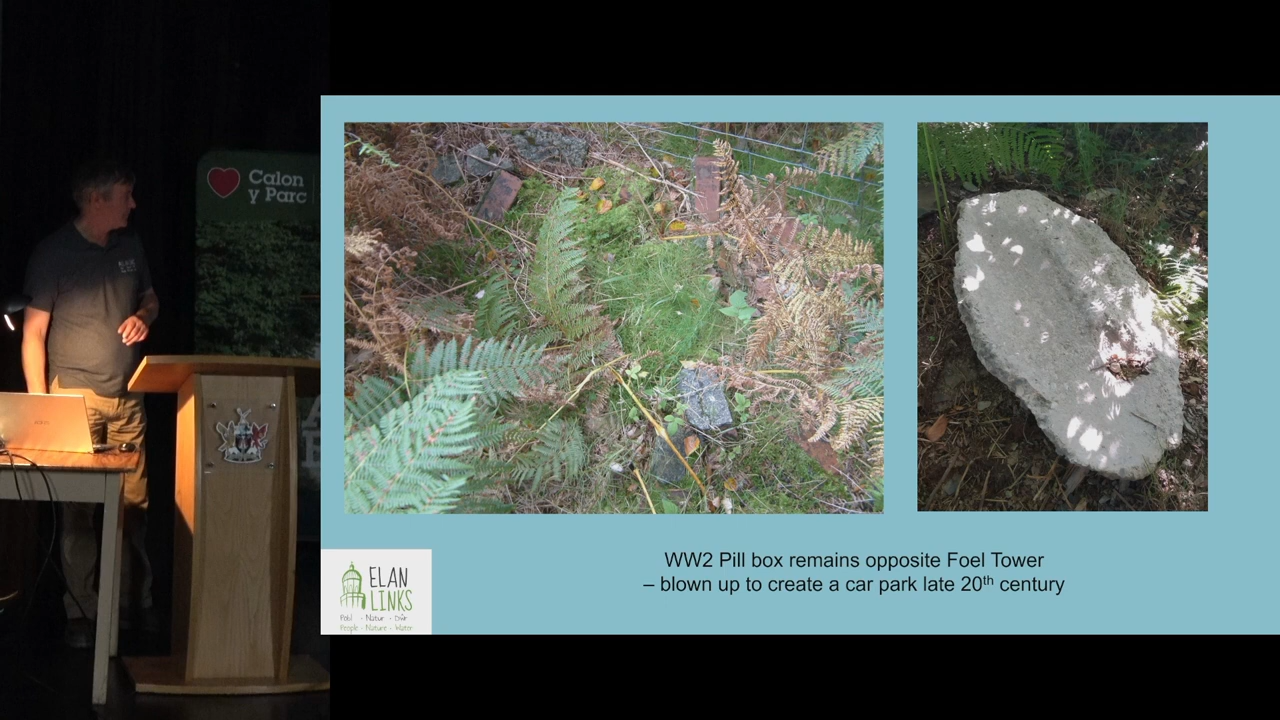 Calon
y Parc
WW2 Pill box remains opposite Foel Tower
– blown up to create a car park late 20th century
ELAN
LINKS
Pobl - Natur - Dŵr
People - Nature - Water